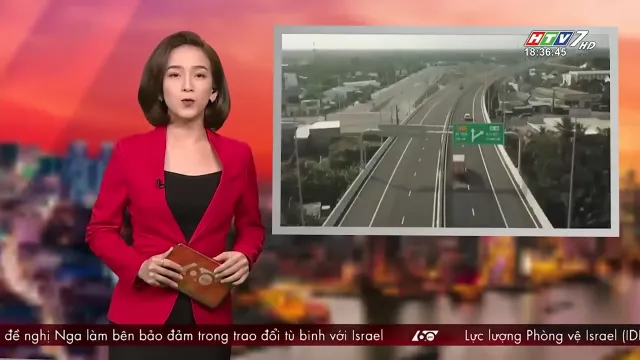 HTV7 HD
18:36:45
đề nghị Nga làm bên bảo đảm trong trao đổi tù binh với Israel 60 Lực lượng Phòng vệ Israel (ID